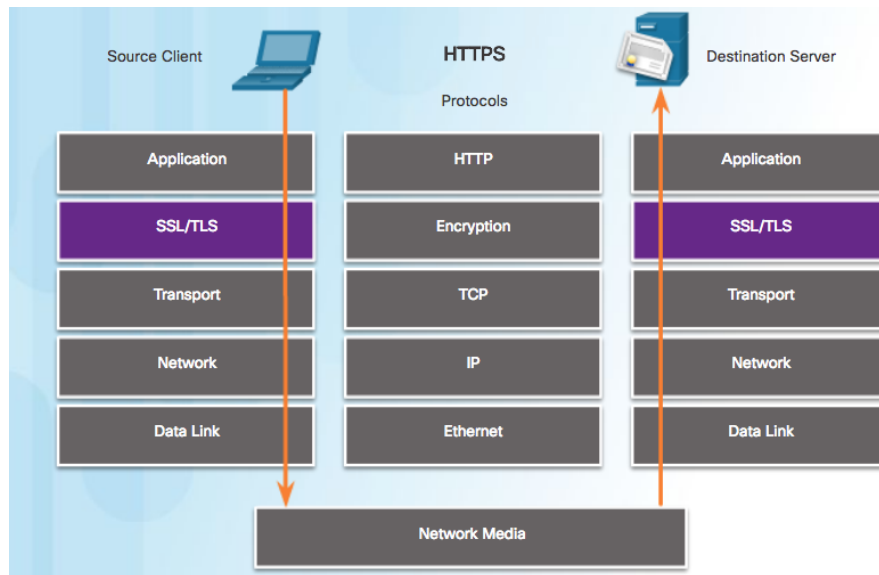 Source Client
HTTPS
Destination Server
Protocols
Application
HTTP
Application
SSL/TLS
Encryption
SSL/TLS
Transport
TCP
Transport
Network
IP
Network
Data Link
Ethernet
Data Link
Network Media